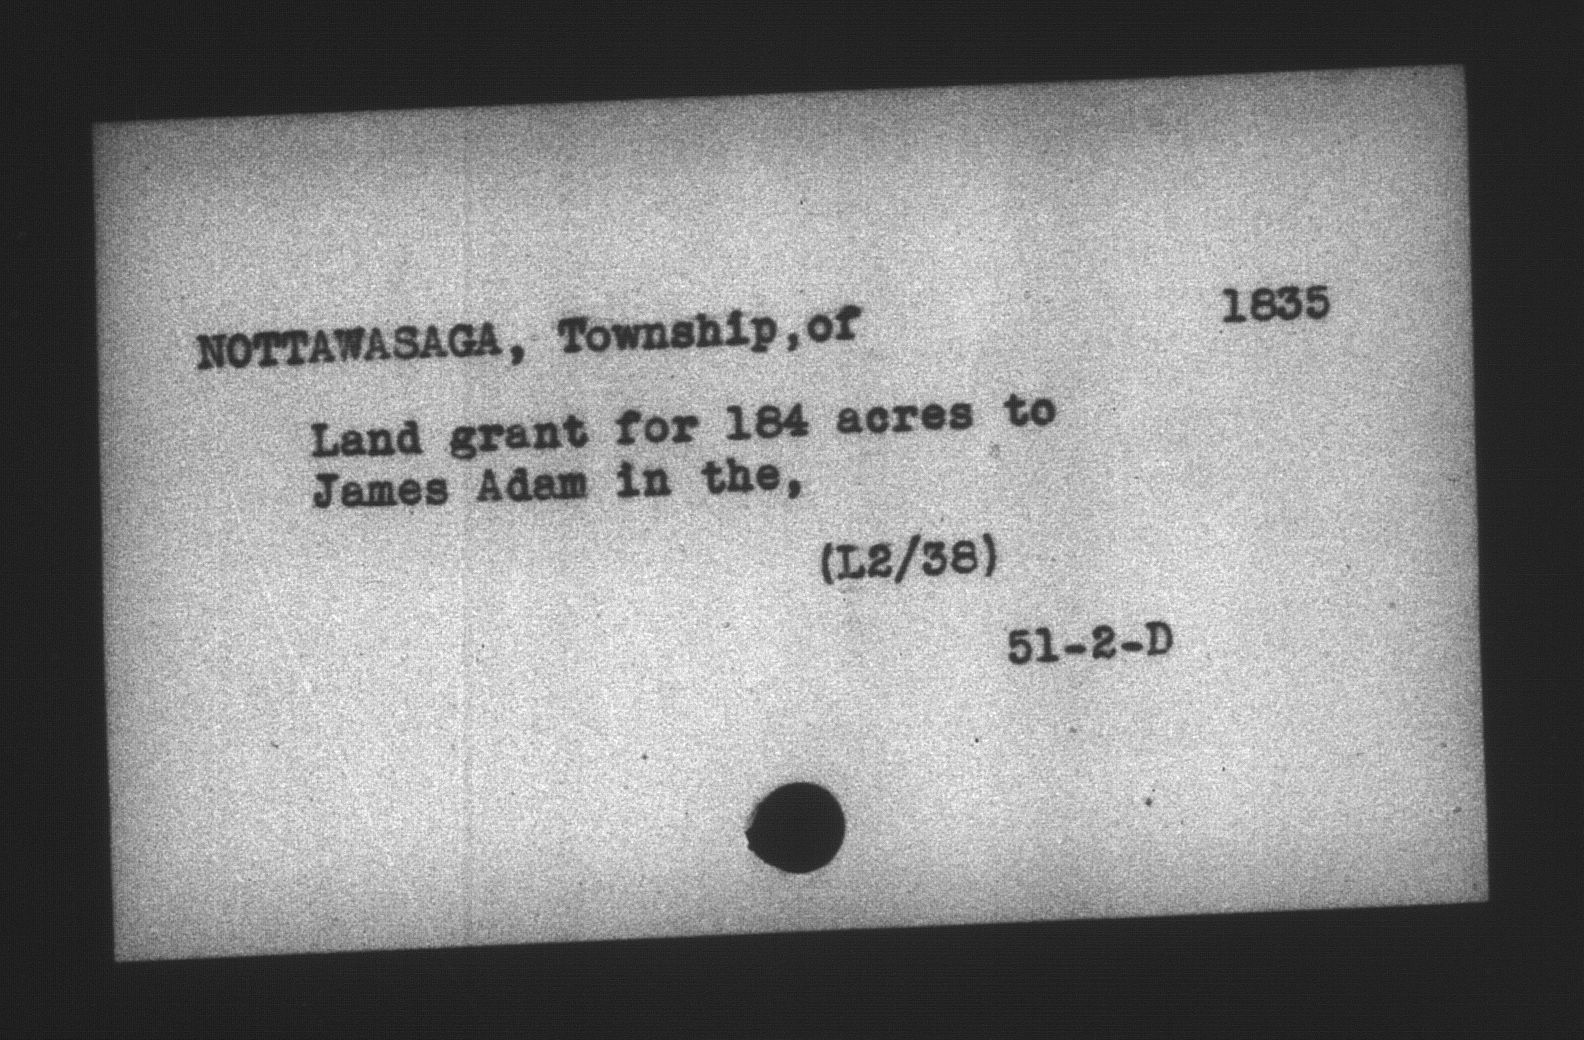 NOTTAWASAGA, Township,of 1835
Land grant for 184 acres to
James Adam in the,
(L2/38)
51-2-D